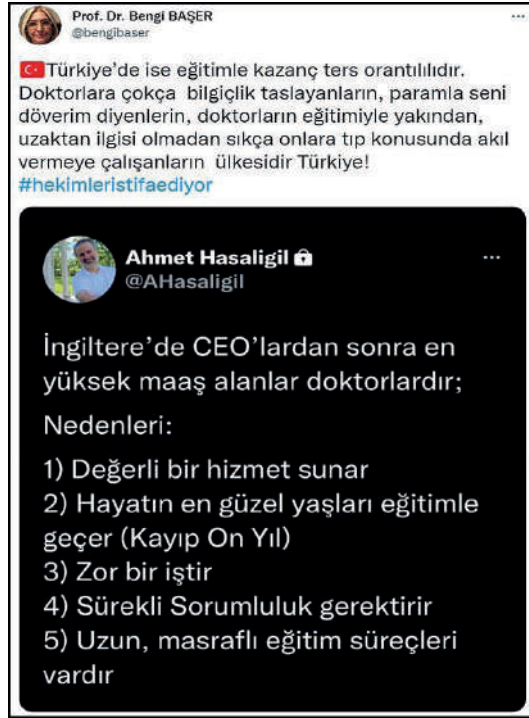 Prof. Dr. Bengi BAŞER
@bengibaser
Türkiye'de ise eğitimle kazanç ters orantılılıdır.
Doktorlara çokça bilgiçlik taslayanların, paramla seni
döverim diyenlerin, doktorların eğitimiyle yakından,
uzaktan ilgisi olmadan sıkça onlara tıp konusunda akıl
vermeye çalışanların ülkesidir Türkiye!
#hekimleristifaediyor
Ahmet Hasaligil
@AHasaligil
İngiltere'de CEO'lardan sonra en
yüksek maaş alanlar doktorlardır;
Nedenleri:
1) Değerli bir hizmet sunar
2) Hayatın en güzel yaşları eğitimle
geçer (Kayıp On Yıl)
3) Zor bir iştir
4) Sürekli Sorumluluk gerektirir
5) Uzun, masraflı eğitim süreçleri
vardır